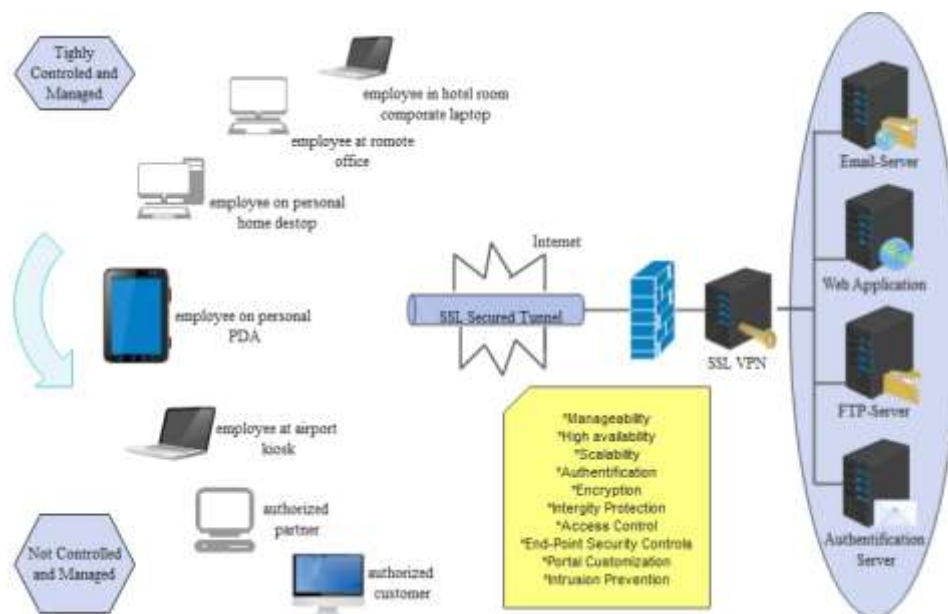 Tighly
Controled and
Managed
employee in hotel room
comporate laptop
employee at romote
office
employee on personal
home destop
employee on personal
PDA
employee at airport
kiosk
authorized
partner
authorized
customer
Not Controlled
and Managed
Internet
SSL Secured Tunnel
SSL VPN
*Manageability
*High availability
*Scalability
*Authentification
*Encryption
*Intergity Protection
*Access Control
*End-Point Security Controls
*Portal Customization
*Intrusion Prevention
Email-Server
Web Application
FTP-Server
Authentification
Server